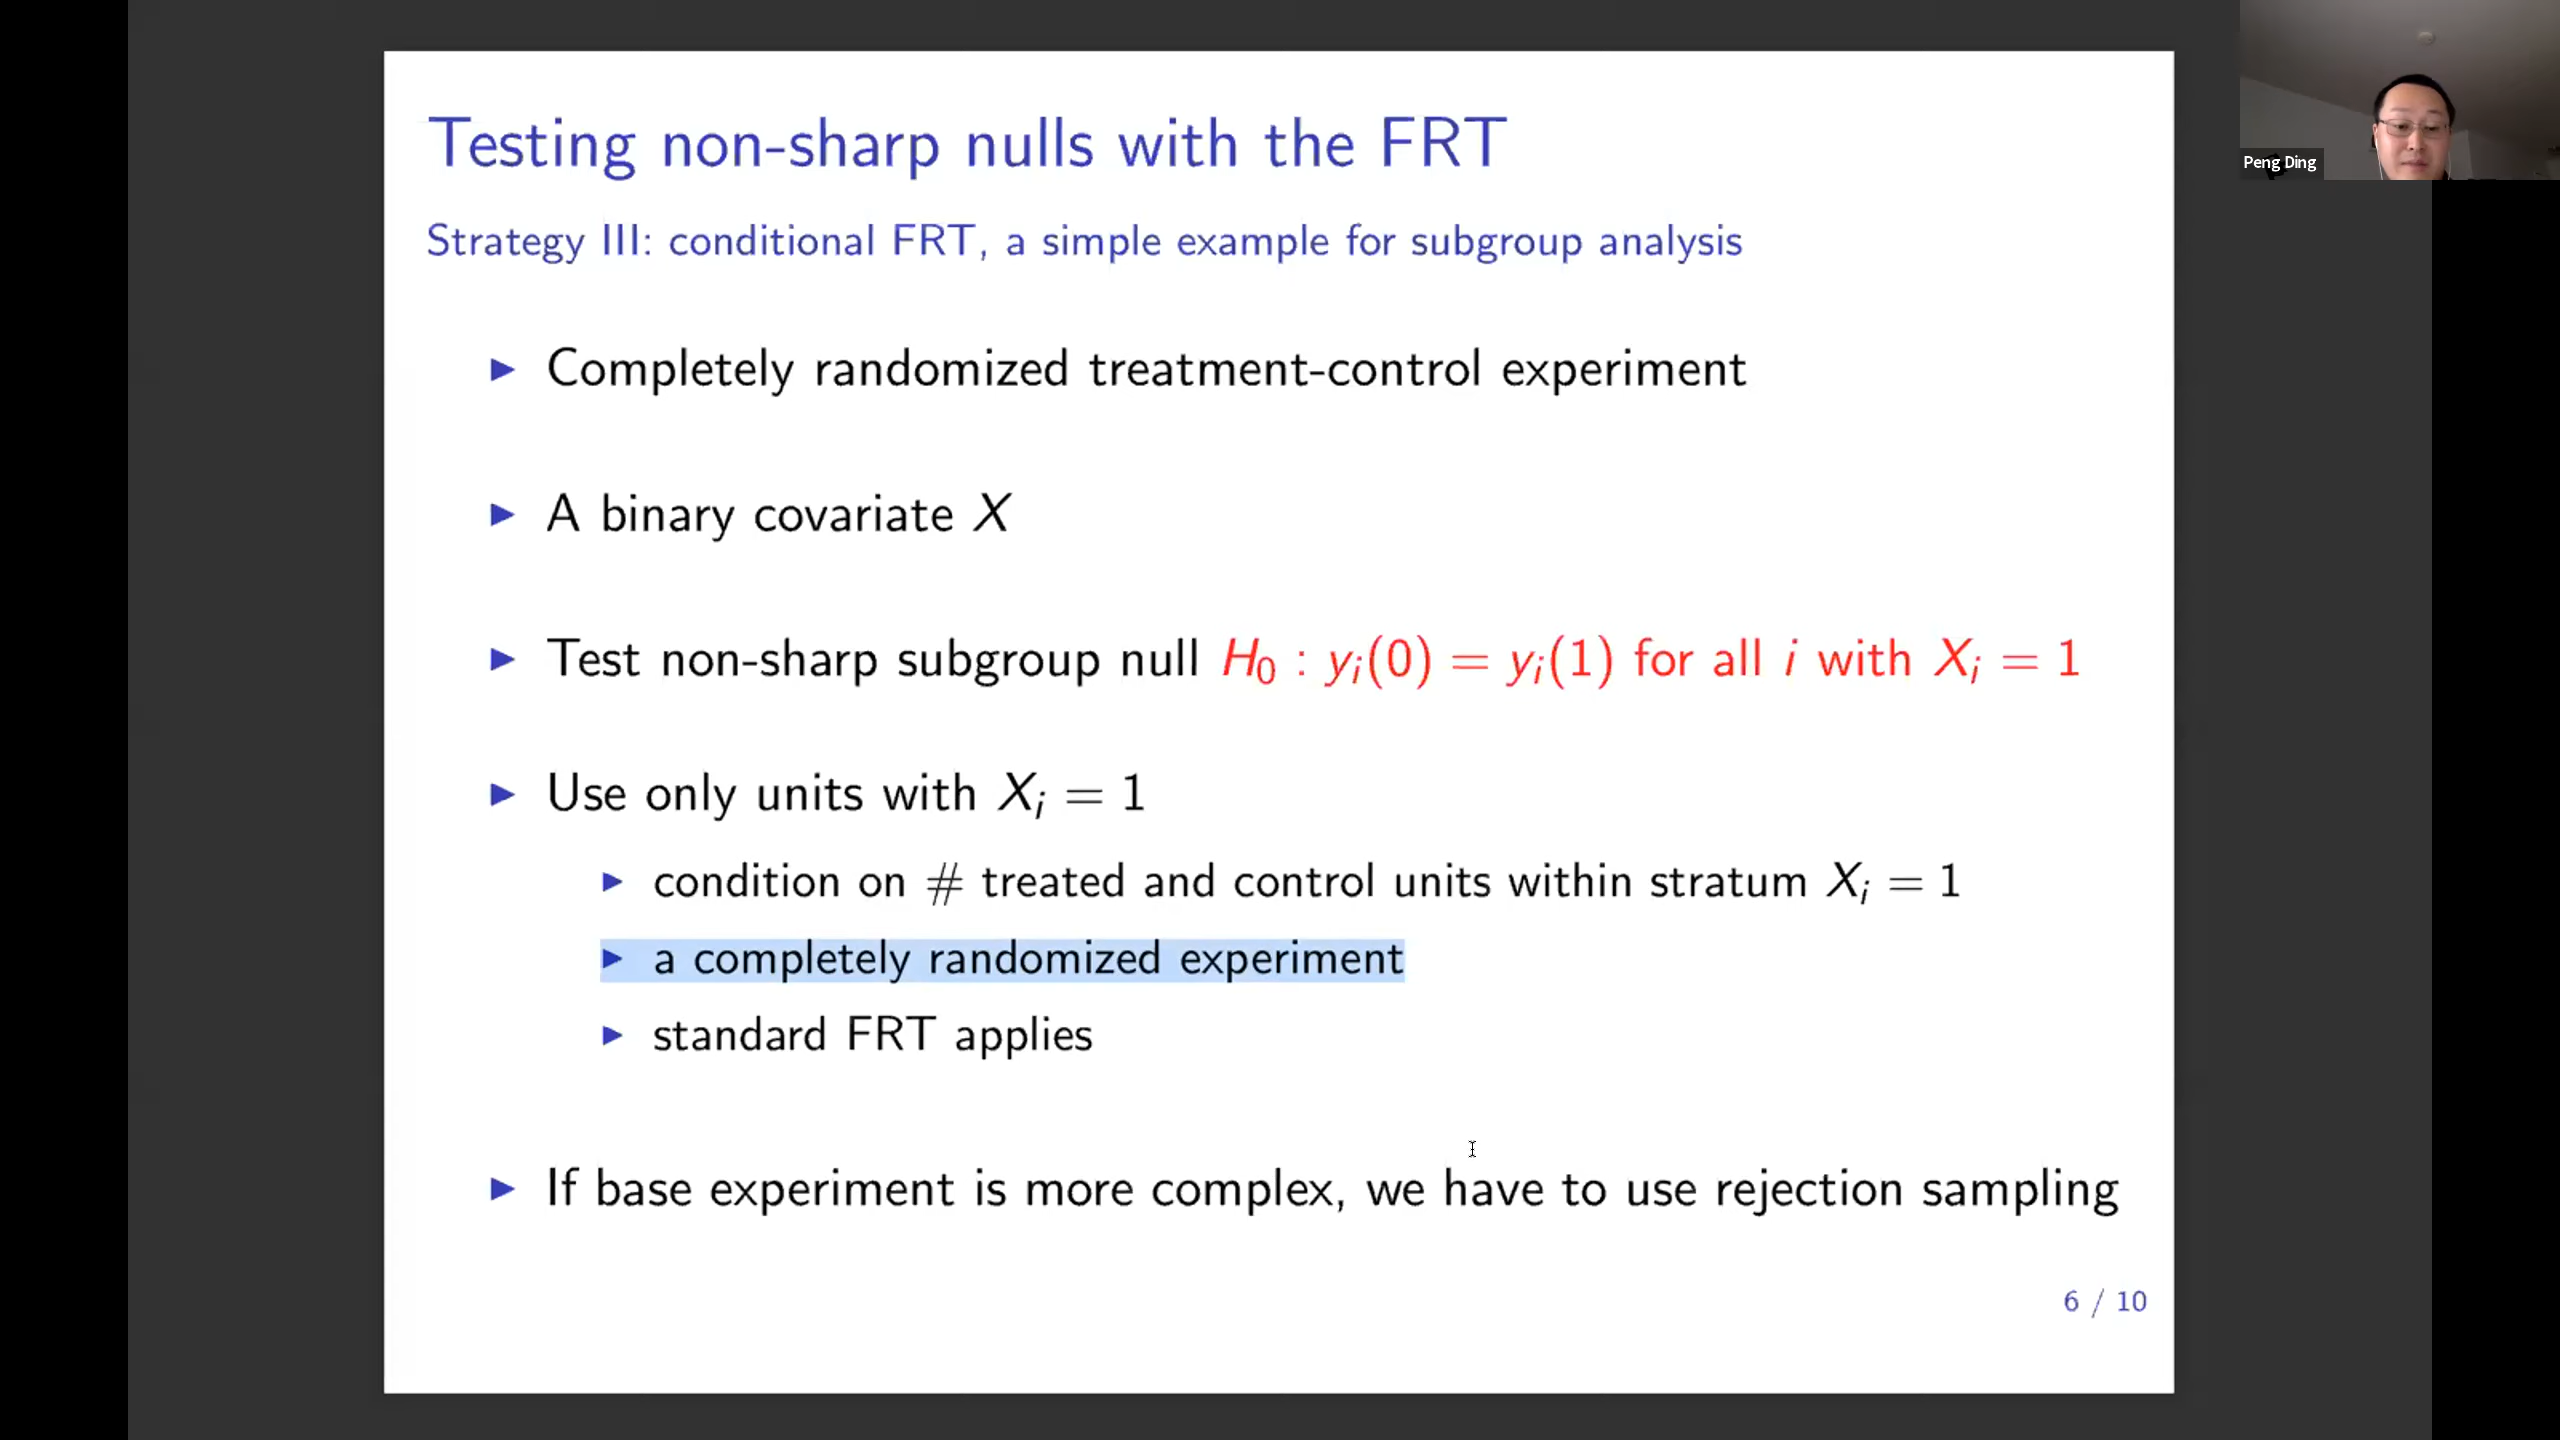 Testing non-sharp nulls with the FRT
Peng Ding
Strategy III: conditional FRT, a simple example for subgroup analysis
▶ Completely randomized treatment-control experiment
▶ A binary covariate X
▶ Test non-sharp subgroup null H₀ : yᵢ(0) = yᵢ(1) for all i with Xᵢ = 1
▶ Use only units with Xᵢ = 1
▶ condition on # treated and control units within stratum Xᵢ = 1
▶ a completely randomized experiment
▶ standard FRT applies
▶ If base experiment is more complex, we have to use rejection sampling
6 / 10